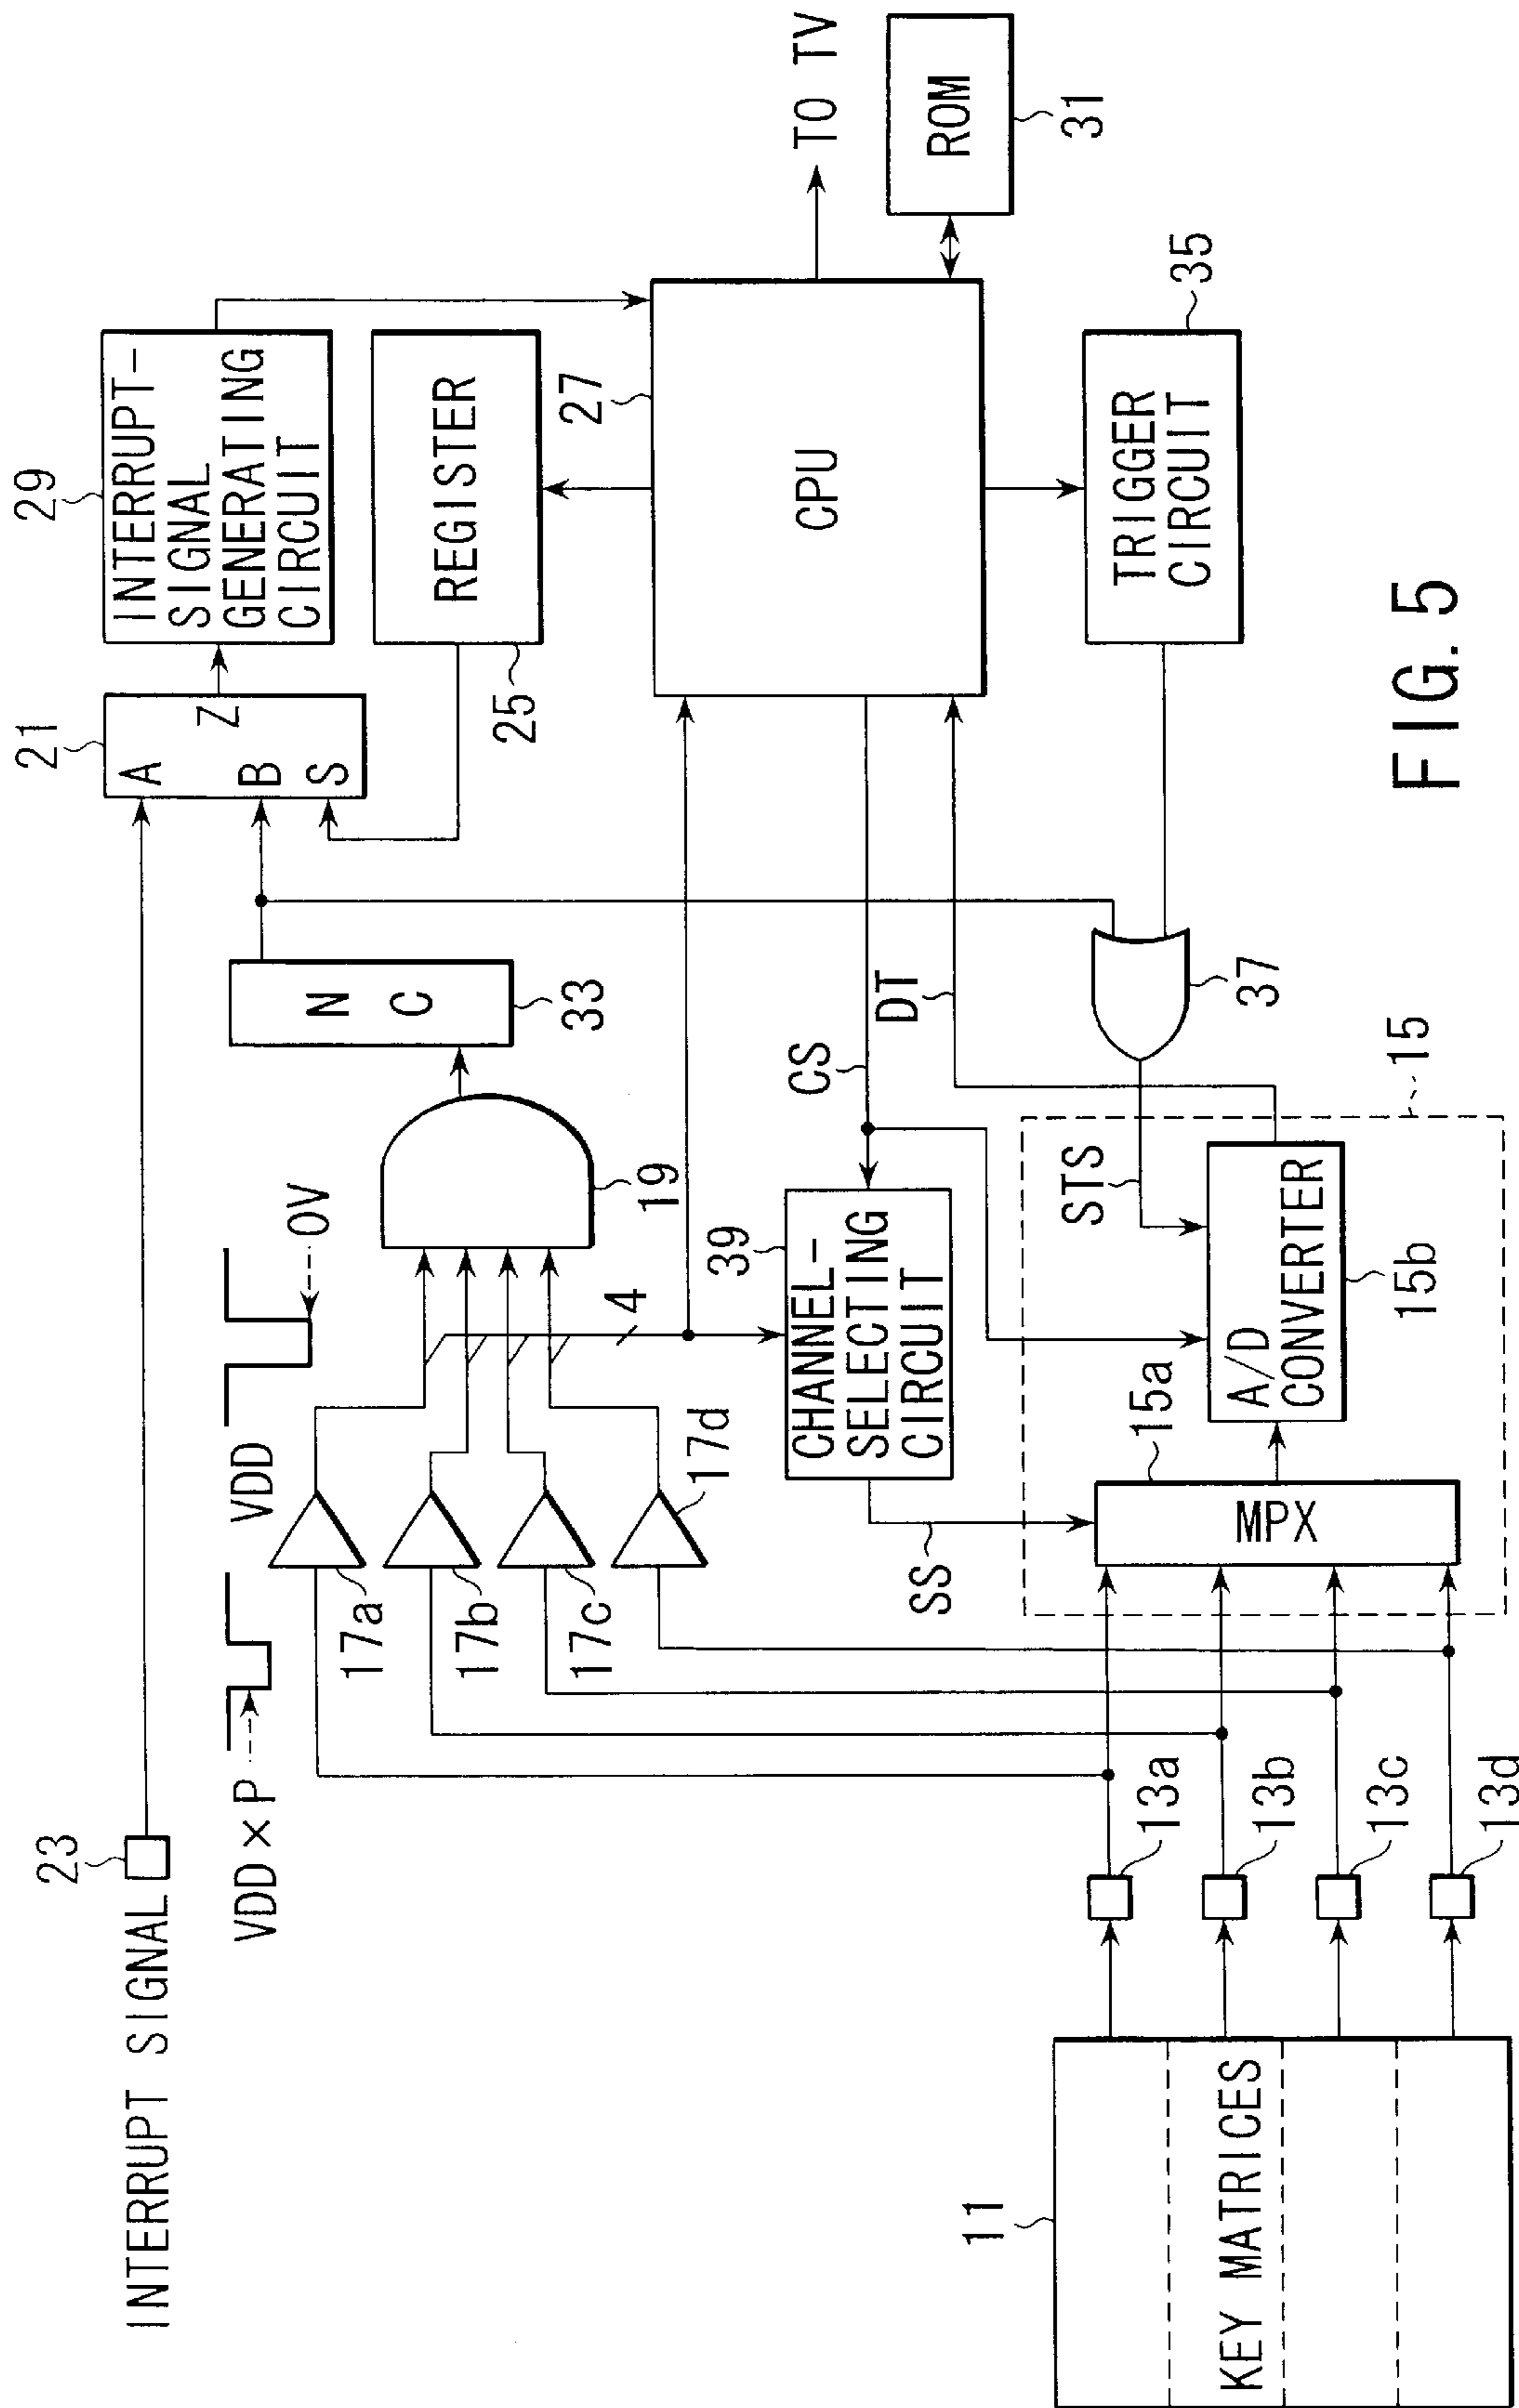 INTERRUPT SIGNAL
23
VDD × P
VDD
0V
21
A
B
S
Z
29
INTERRUPT-
SIGNAL
GENERATING
CIRCUIT
REGISTER
25
N C
33
19
17a
17b
17c
17d
4
27
CPU
TO TV
ROM
31
39
CHANNEL-
SELECTING
CIRCUIT
CS
DT
SS
STS
37
TRIGGER
CIRCUIT
35
15
15a
MPX
A/D
CONVERTER
15b
11
KEY MATRICES
13a
13b
13c
13d
FIG. 5